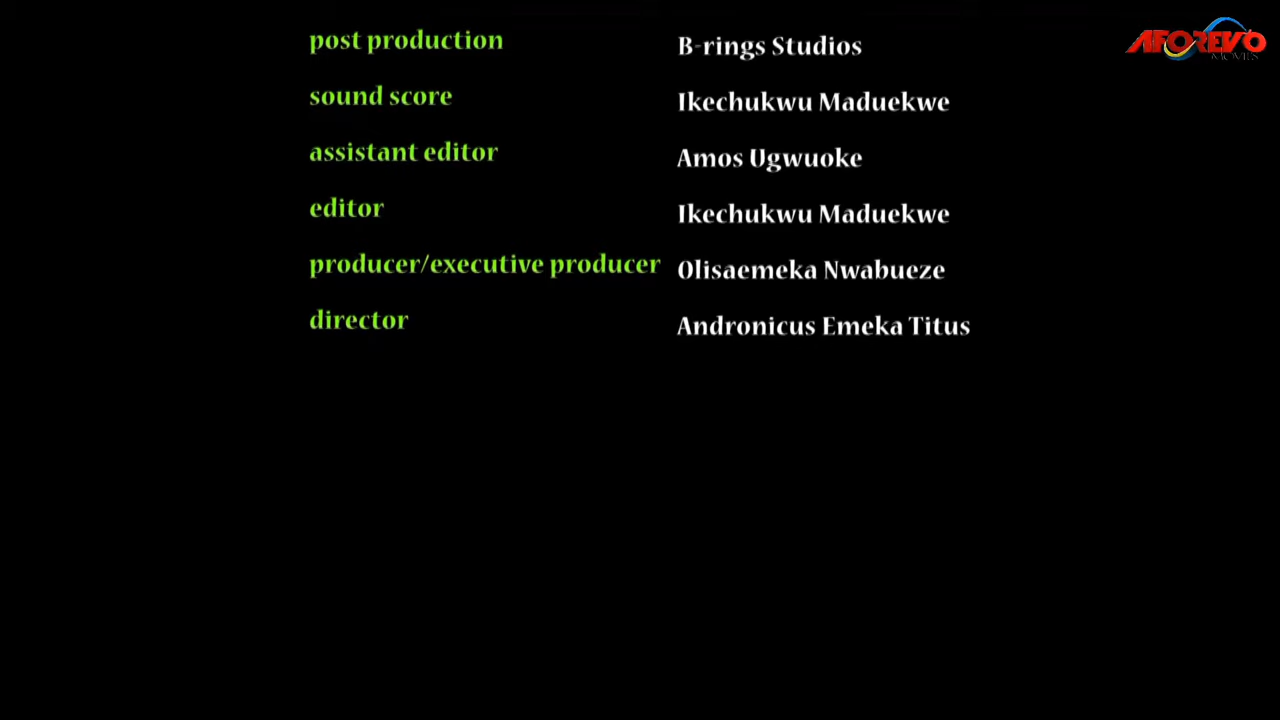 post production B-rings Studios
sound score Ikechukwu Maduekwe
assistant editor Amos Ugwuoke
editor Ikechukwu Maduekwe
producer/executive producer Olisaemeka Nwabueze
director Andronicus Emeka Titus
AFOREVO
MOVIES